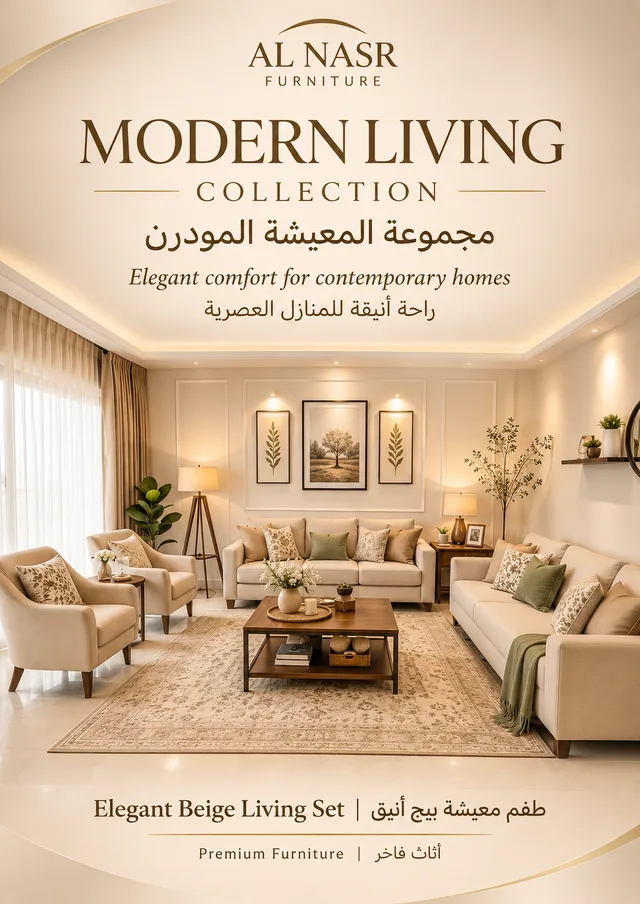 AL NASR
FURNITURE
MODERN LIVING
COLLECTION
مجموعة المعيشة المودرن
Elegant comfort for contemporary homes
راحة أنيقة للمنازل العصرية
Elegant Beige Living Set | طفم معيشة بيج أنيق
Premium Furniture | أثاث فاخر